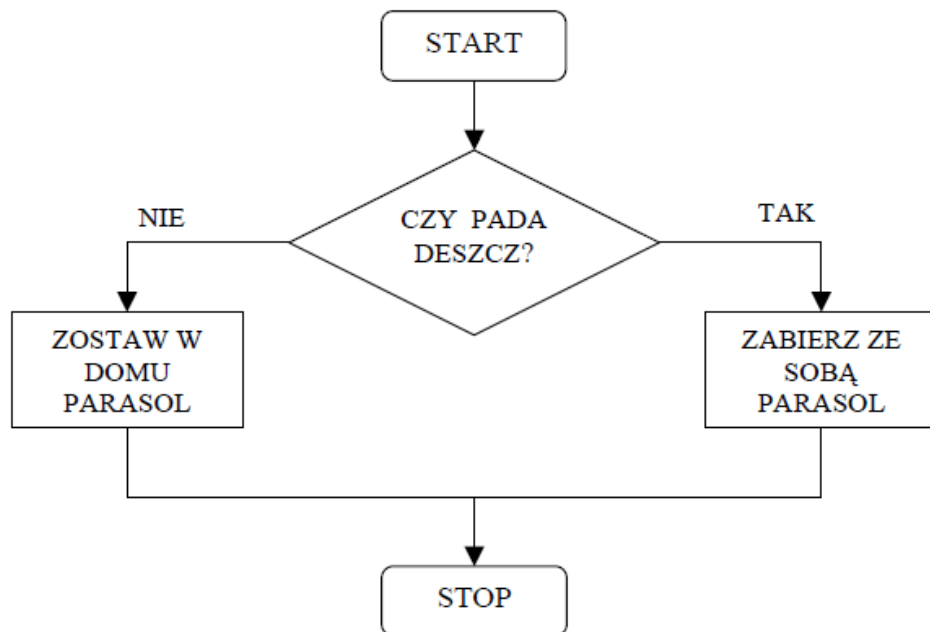 START
CZY PADA
DESZCZ?
NIE
TAK
ZOSTAW W
DOMU
PARASOL
ZABIERZ ZE
SOBĄ
PARASOL
STOP